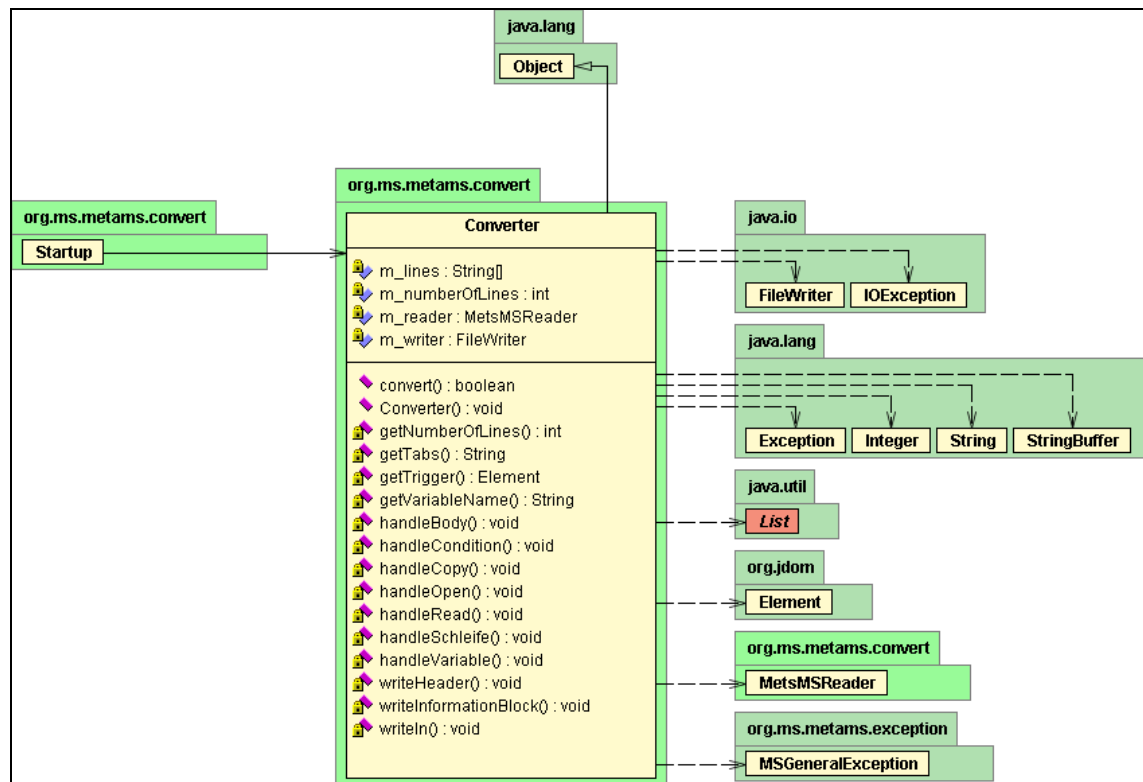 java.lang
Object
org.ms.metams.convert
Startup
org.ms.metams.convert
Converter
m_lines : String[]
m_numberOfLines : int
m_reader : MetsMSReader
m_writer : FileWriter
convert() : boolean
Converter() : void
getNumberOfLines() : int
getTabs() : String
getTrigger() : Element
getVariableName() : String
handleBody() : void
handleCondition() : void
handleCopy() : void
handleOpen() : void
handleRead() : void
handleSchleife() : void
handleVariable() : void
writeHeader() : void
writeInformationBlock() : void
writeln() : void
java.io
FileWriter IOException
java.lang
Exception Integer String StringBuffer
java.util
List
org.jdom
Element
org.ms.metams.convert
MetsMSReader
org.ms.metams.exception
MSGeneralException